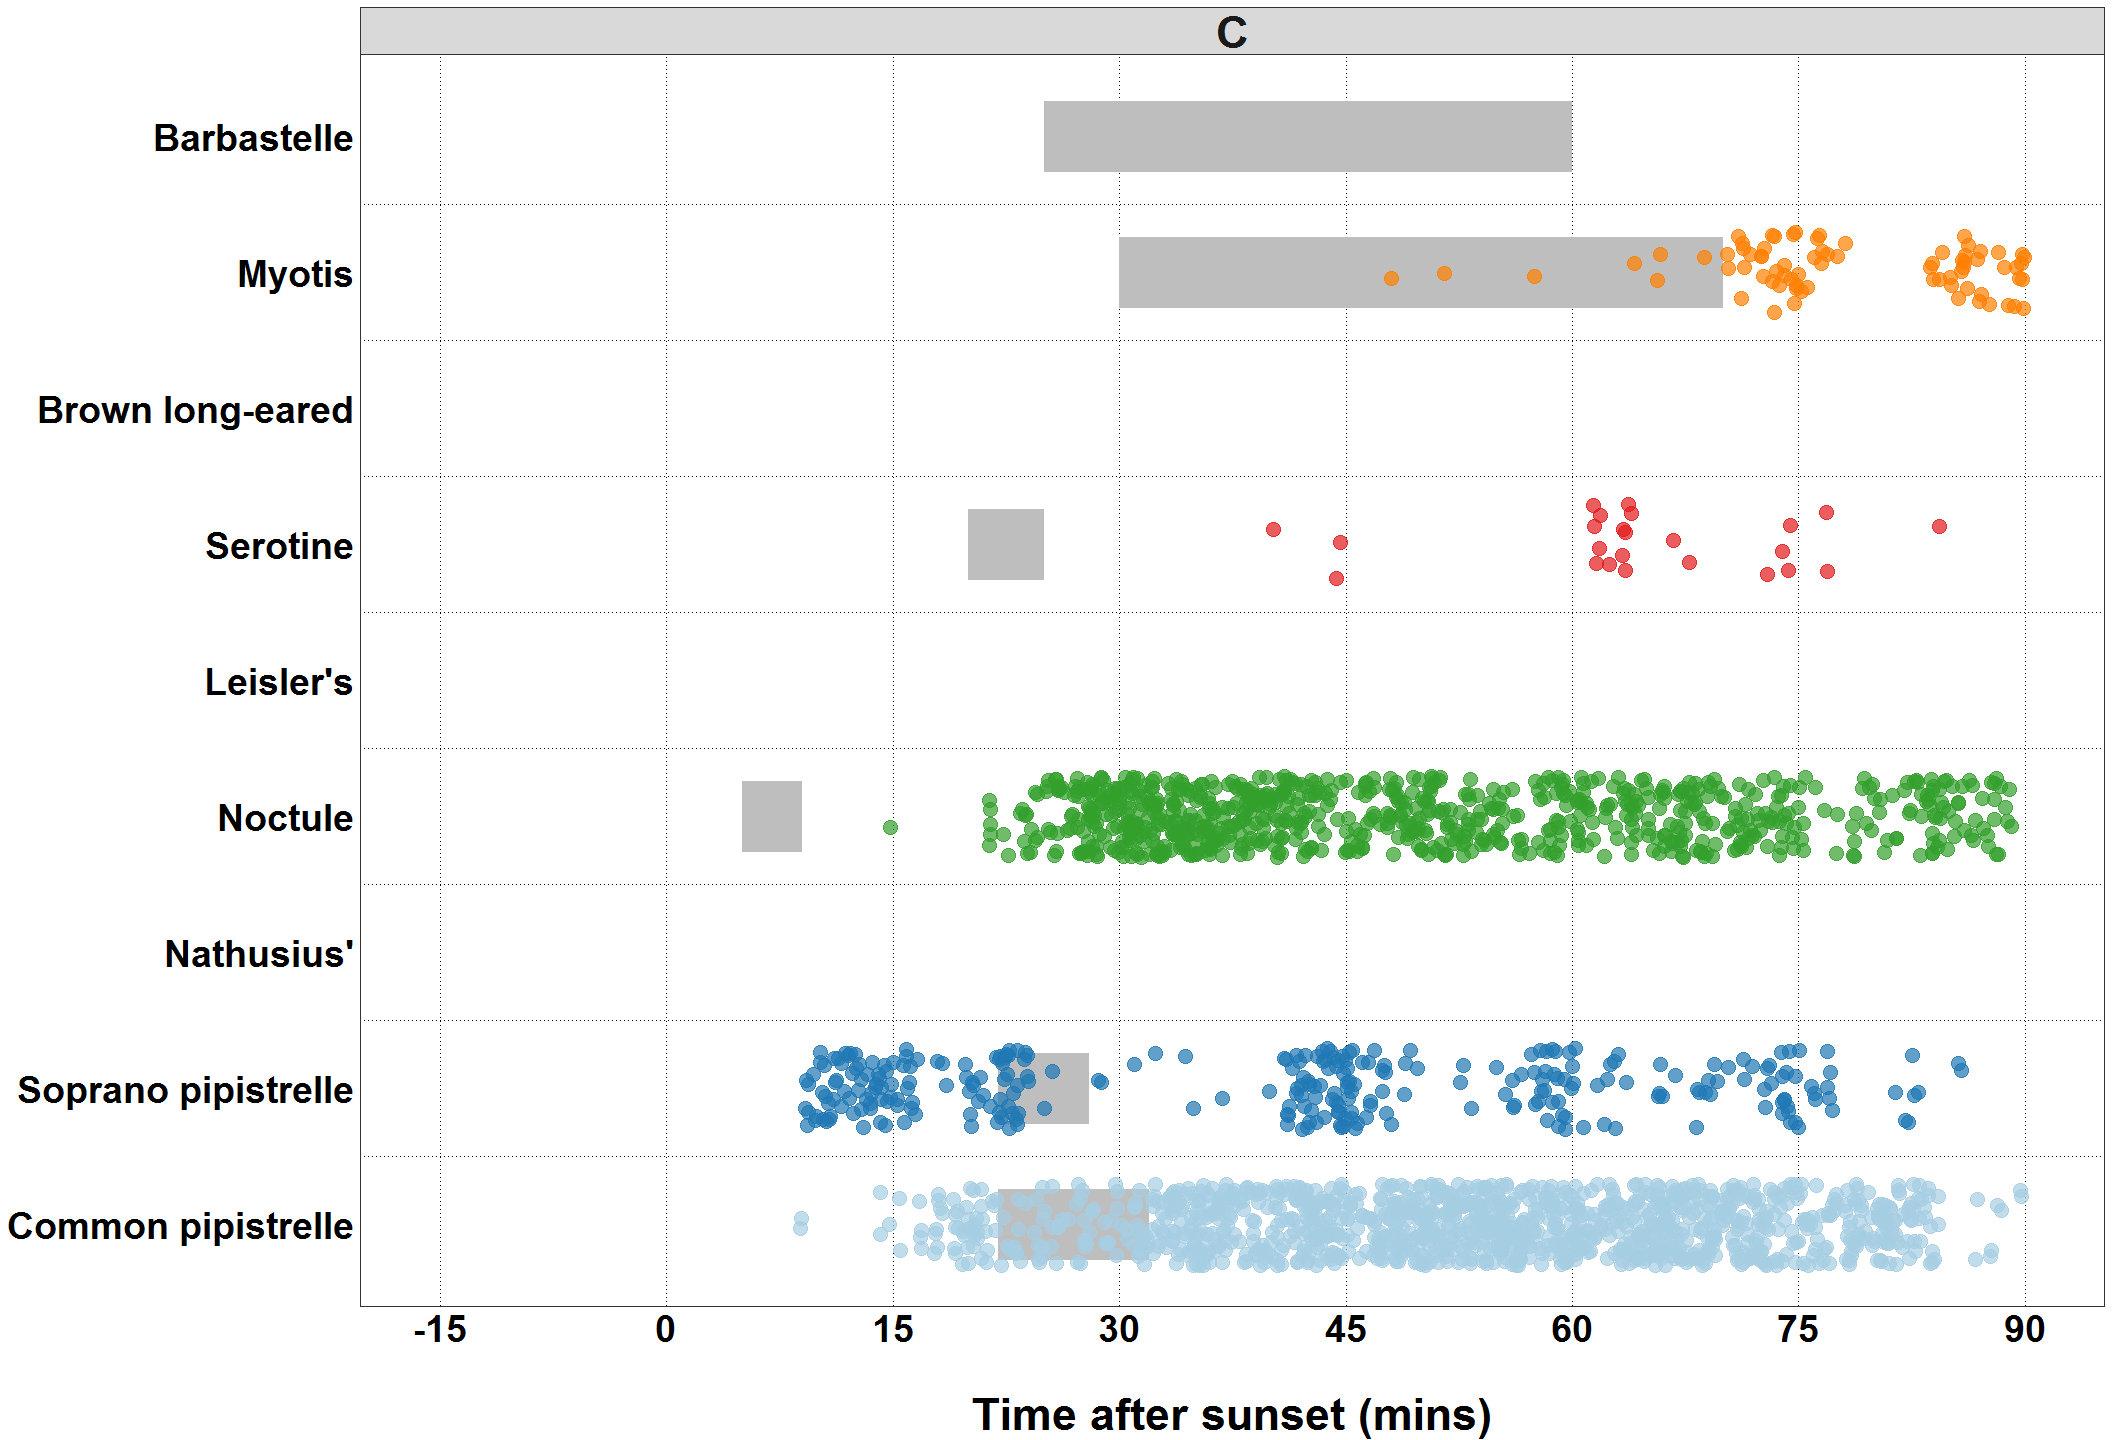 C
Barbastelle
Myotis
Brown long-eared
Serotine
Leisler's
Noctule
Nathusius'
Soprano pipistrelle
Common pipistrelle
-15 0 15 30 45 60 75 90
Time after sunset (mins)